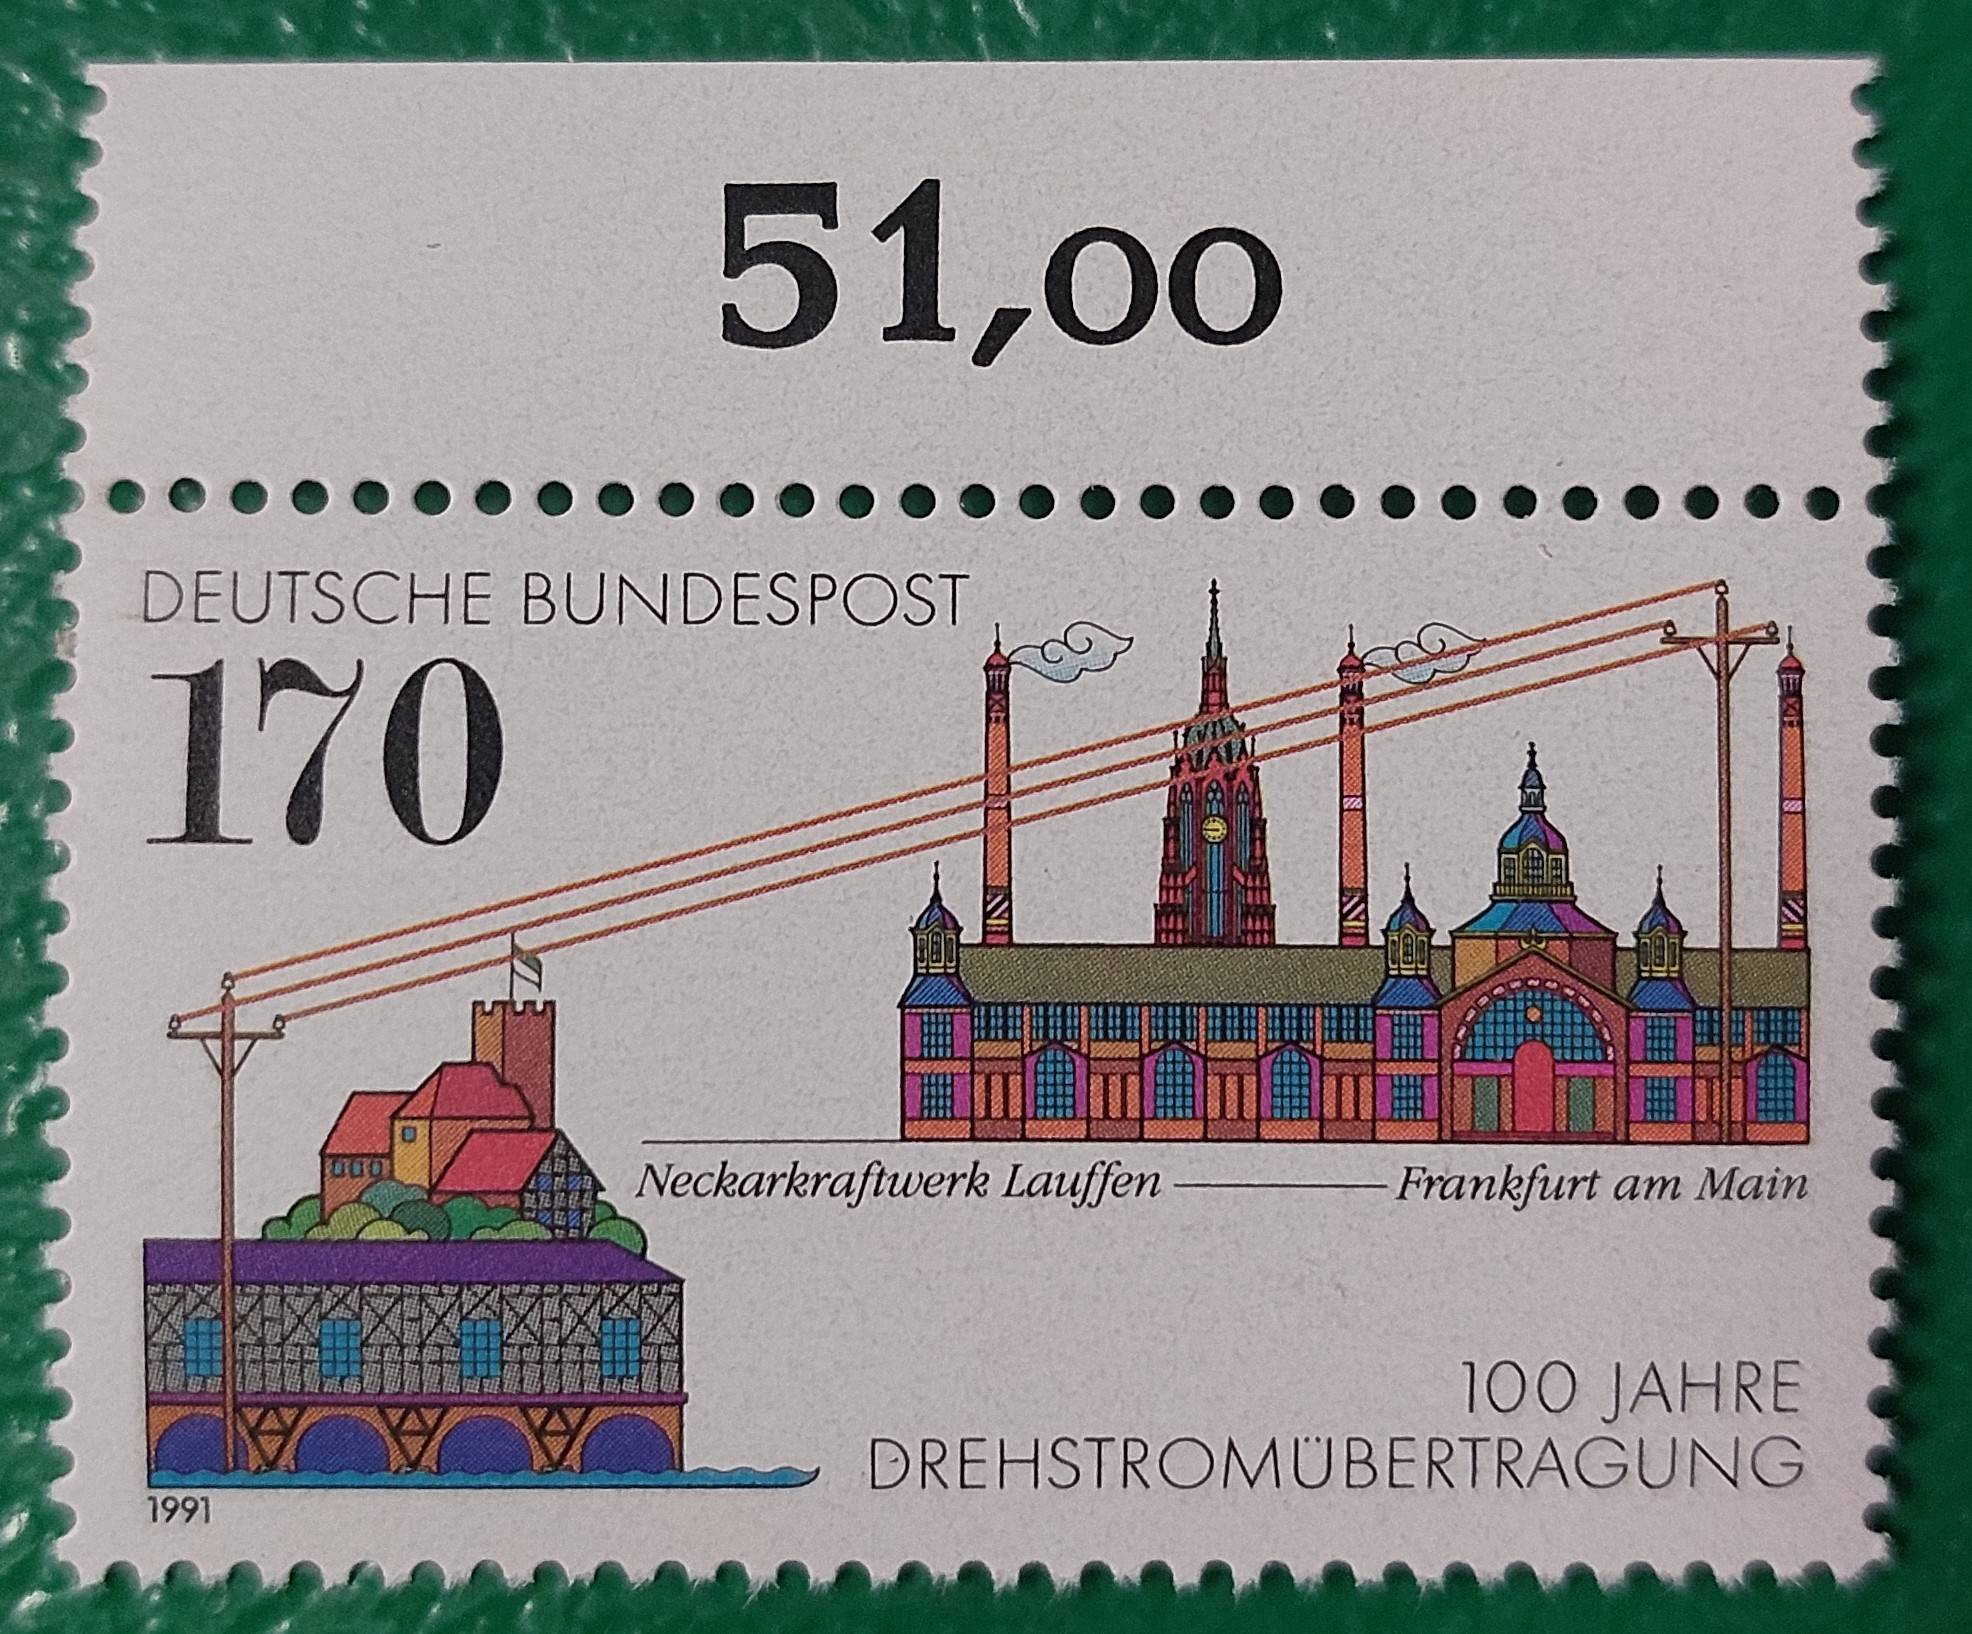 51,00
DEUTSCHE BUNDESPOST
170
Neckarkraftwerk Lauffen — Frankfurt am Main
100 JAHRE
DREHSTROMÜBERTRAGUNG
1991